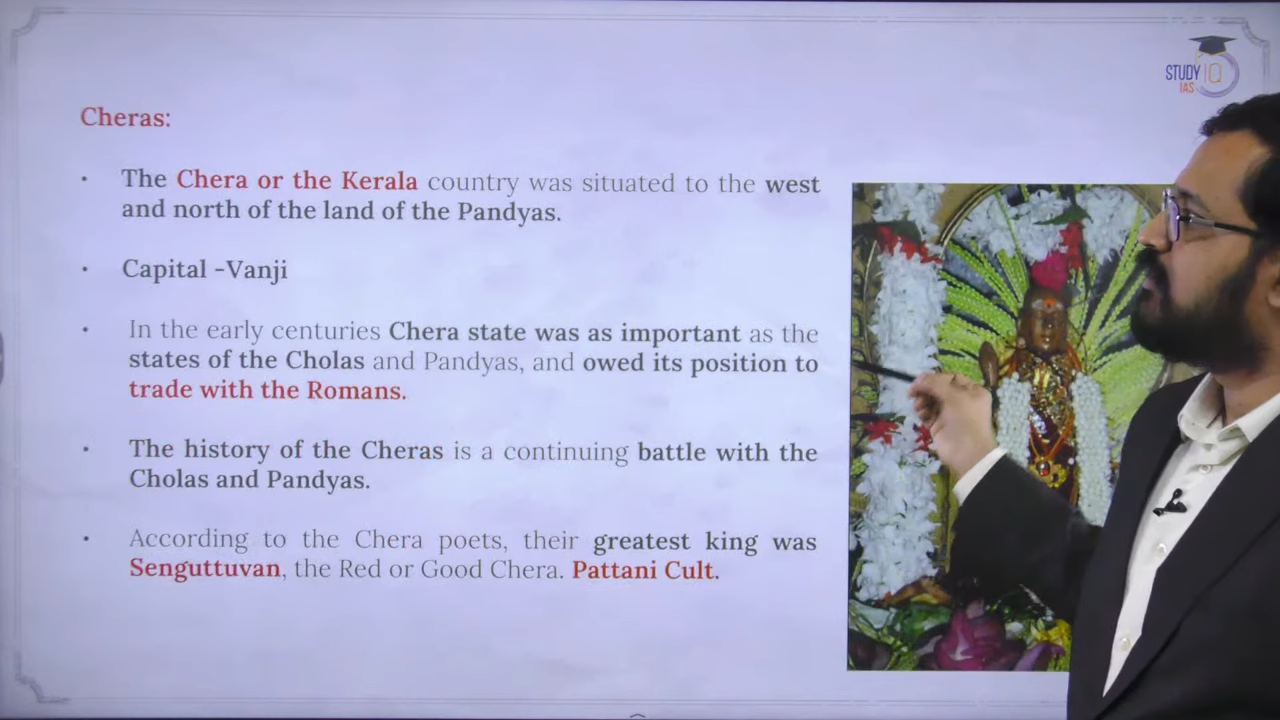 STUDY IQ
IAS
Cheras:
• The Chera or the Kerala country was situated to the west
and north of the land of the Pandyas.
• Capital -Vanji
• In the early centuries Chera state was as important as the
states of the Cholas and Pandyas, and owed its position to
trade with the Romans.
• The history of the Cheras is a continuing battle with the
Cholas and Pandyas.
• According to the Chera poets, their greatest king was
Senguttuvan, the Red or Good Chera. Pattani Cult.